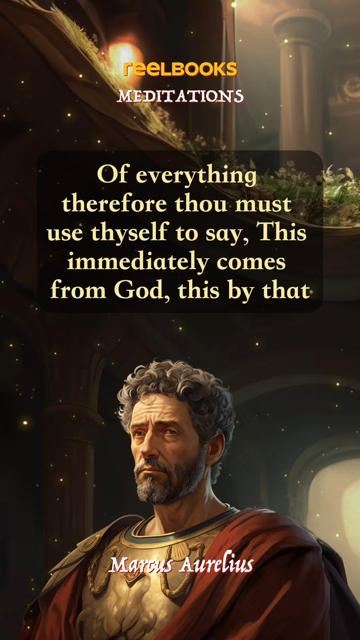 reelBOOKS
MEDITATIONS
Of everything
therefore thou must
use thyself to say, This
immediately comes
from God, this by that
Marcus Aurelius